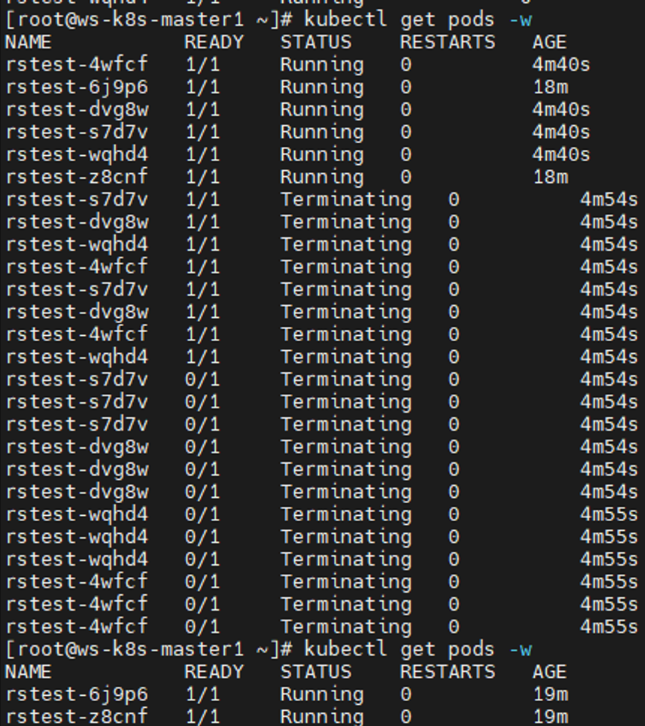 [root@ws-k8s-master1 ~]# kubectl get pods -w
NAME READY STATUS RESTARTS AGE
rstest-4wfcf 1/1 Running 0 4m40s
rstest-6j9p6 1/1 Running 0 18m
rstest-dvg8w 1/1 Running 0 4m40s
rstest-s7d7v 1/1 Running 0 4m40s
rstest-wqhd4 1/1 Running 0 4m40s
rstest-z8cnf 1/1 Running 0 18m
rstest-s7d7v 1/1 Terminating 0 4m54s
rstest-dvg8w 1/1 Terminating 0 4m54s
rstest-wqhd4 1/1 Terminating 0 4m54s
rstest-4wfcf 1/1 Terminating 0 4m54s
rstest-s7d7v 1/1 Terminating 0 4m54s
rstest-dvg8w 1/1 Terminating 0 4m54s
rstest-4wfcf 1/1 Terminating 0 4m54s
rstest-wqhd4 1/1 Terminating 0 4m54s
rstest-s7d7v 0/1 Terminating 0 4m54s
rstest-s7d7v 0/1 Terminating 0 4m54s
rstest-s7d7v 0/1 Terminating 0 4m54s
rstest-dvg8w 0/1 Terminating 0 4m54s
rstest-dvg8w 0/1 Terminating 0 4m54s
rstest-dvg8w 0/1 Terminating 0 4m54s
rstest-wqhd4 0/1 Terminating 0 4m55s
rstest-wqhd4 0/1 Terminating 0 4m55s
rstest-wqhd4 0/1 Terminating 0 4m55s
rstest-4wfcf 0/1 Terminating 0 4m55s
rstest-4wfcf 0/1 Terminating 0 4m55s
rstest-4wfcf 0/1 Terminating 0 4m55s
[root@ws-k8s-master1 ~]# kubectl get pods -w
NAME READY STATUS RESTARTS AGE
rstest-6j9p6 1/1 Running 0 19m
rstest-z8cnf 1/1 Running 0 19m